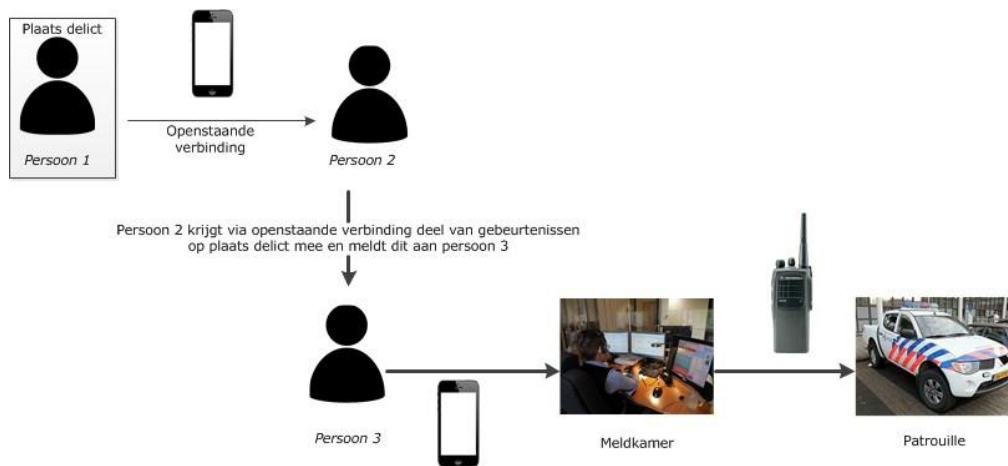 Plaats delict
Persoon 1
Openstaande
verbinding
Persoon 2
Persoon 2 krijgt via openstaande verbinding deel van gebeurtenissen
op plaats delict mee en meldt dit aan persoon 3
Persoon 3
Meldkamer
Patrouille